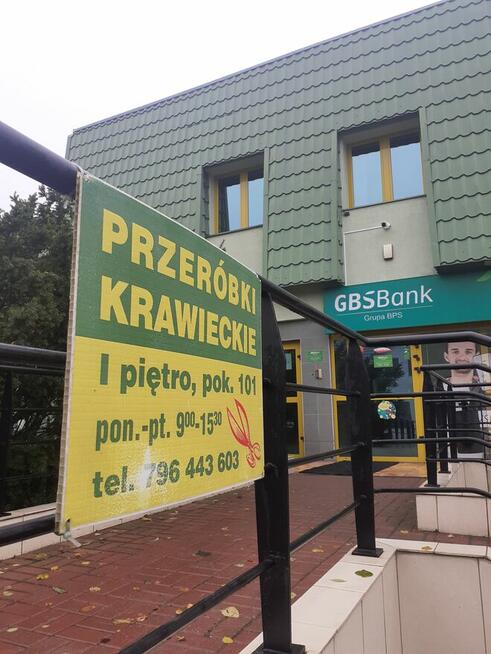 PRZERÓBKI
KRAWIECKIE
I piętro, pok. 101
pon.-pt. 9⁰⁰-15³⁰
tel. 796 443 603
GBSBank
Grupa BPS